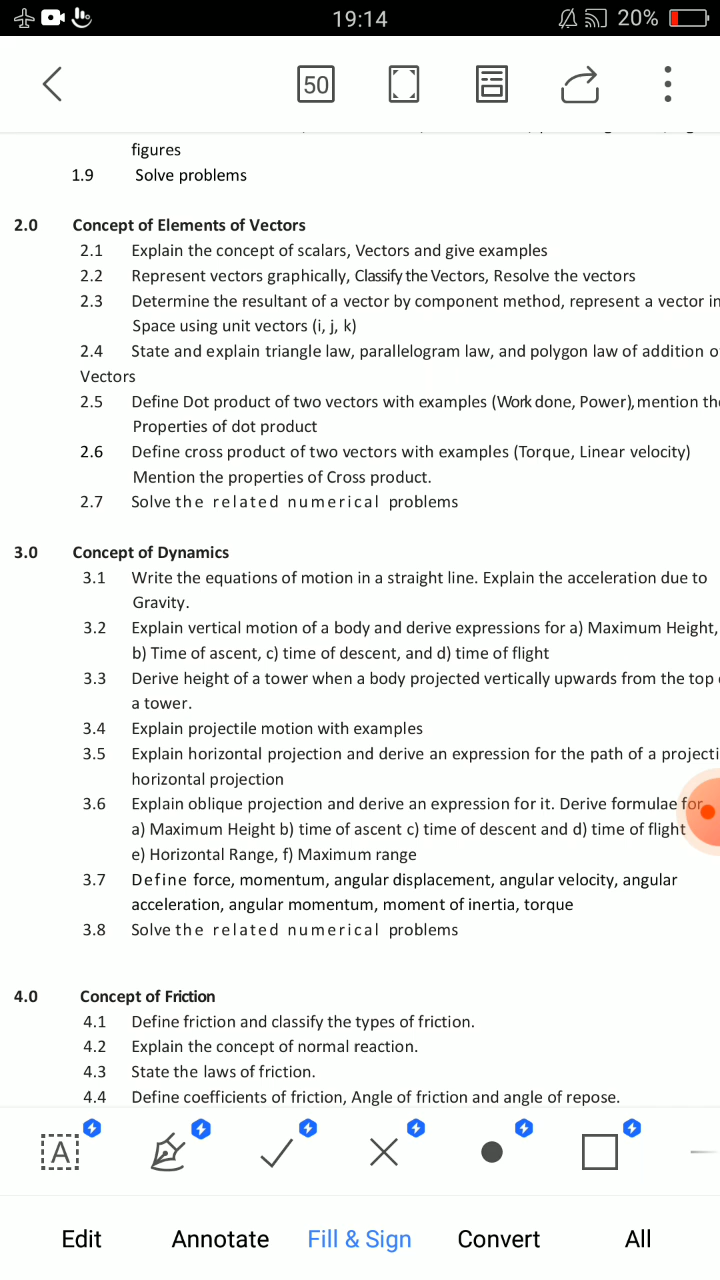 19:14
20%
50
figures
1.9 Solve problems
2.0 Concept of Elements of Vectors
2.1 Explain the concept of scalars, Vectors and give examples
2.2 Represent vectors graphically, Classify the Vectors, Resolve the vectors
2.3 Determine the resultant of a vector by component method, represent a vector in
Space using unit vectors (i, j, k)
2.4 State and explain triangle law, parallelogram law, and polygon law of addition o
Vectors
2.5 Define Dot product of two vectors with examples (Work done, Power), mention the
Properties of dot product
2.6 Define cross product of two vectors with examples (Torque, Linear velocity)
Mention the properties of Cross product.
2.7 Solve the related numerical problems
3.0 Concept of Dynamics
3.1 Write the equations of motion in a straight line. Explain the acceleration due to
Gravity.
3.2 Explain vertical motion of a body and derive expressions for a) Maximum Height,
b) Time of ascent, c) time of descent, and d) time of flight
3.3 Derive height of a tower when a body projected vertically upwards from the top
a tower.
3.4 Explain projectile motion with examples
3.5 Explain horizontal projection and derive an expression for the path of a projecti
horizontal projection
3.6 Explain oblique projection and derive an expression for it. Derive formulae for
a) Maximum Height b) time of ascent c) time of descent and d) time of flight
e) Horizontal Range, f) Maximum range
3.7 Define force, momentum, angular displacement, angular velocity, angular
acceleration, angular momentum, moment of inertia, torque
3.8 Solve the related numerical problems
4.0 Concept of Friction
4.1 Define friction and classify the types of friction.
4.2 Explain the concept of normal reaction.
4.3 State the laws of friction.
4.4 Define coefficients of friction, Angle of friction and angle of repose.
A
Edit Annotate Fill & Sign Convert All